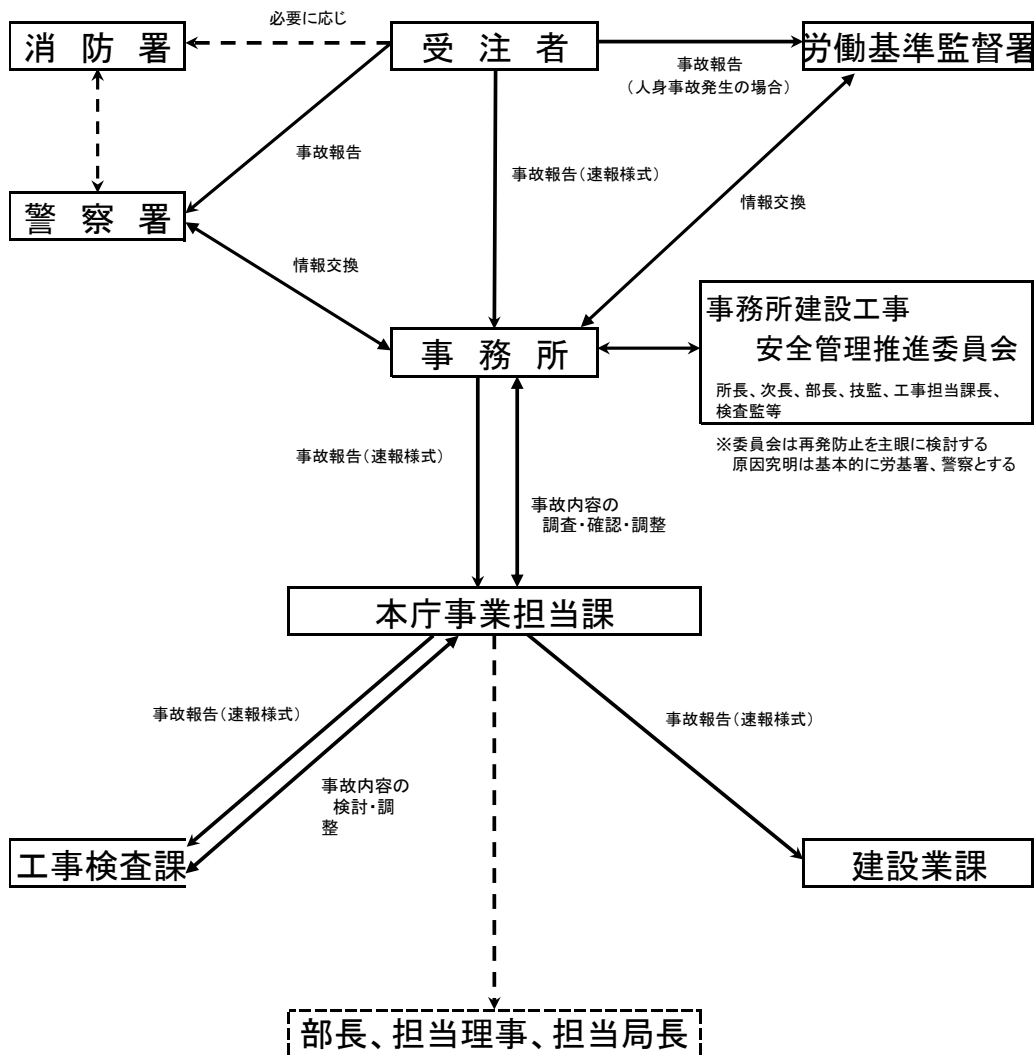 必要に応じ
消 防 署
受 注 者
労働基準監督署
事故報告
（人身事故発生の場合）
事故報告
事故報告（速報様式）
警 察 署
情報交換
情報交換
事務所建設工事
安全管理推進委員会
所長、次長、部長、技監、工事担当課長、
検査監等
事 務 所
※委員会は再発防止を主眼に検討する
原因究明は基本的に労基署、警察とする
事故報告（速報様式）
事故内容の
調査・確認・調整
本庁事業担当課
事故報告（速報様式）
事故報告（速報様式）
事故内容の
検討・調
整
工事検査課
建設業課
部長、担当理事、担当局長